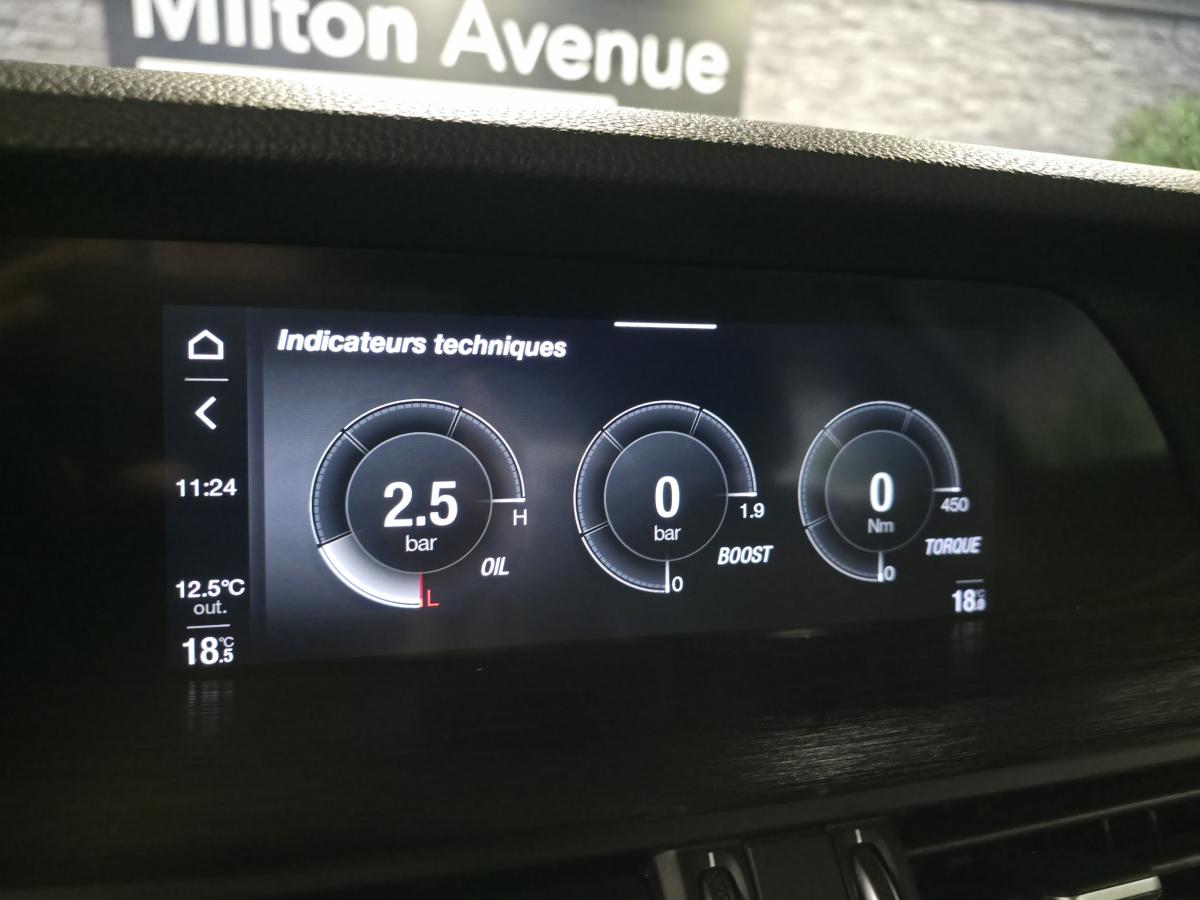 Milton Avenue
Indicateurs techniques
11:24
12.5°C
out.
18.5 °C
2.5
bar
H
L
OIL
0
bar
1.9
0
BOOST
0
Nm
450
0
TORQUE
18.0 °C